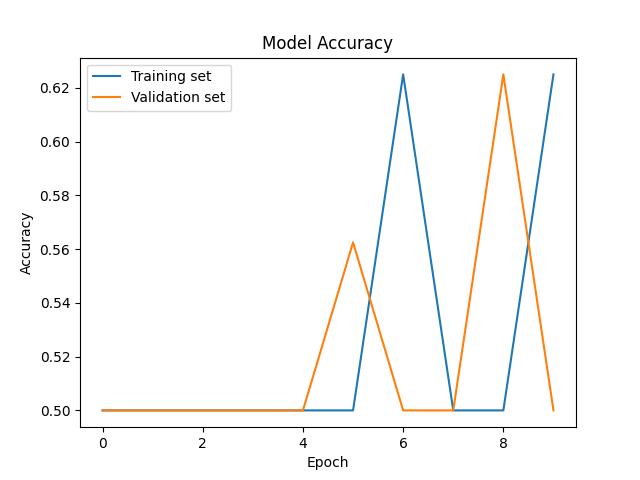 Model Accuracy
Training set
Validation set
0.62
0.60
0.58
0.56
0.54
0.52
0.50
Accuracy
0 2 4 6 8
Epoch